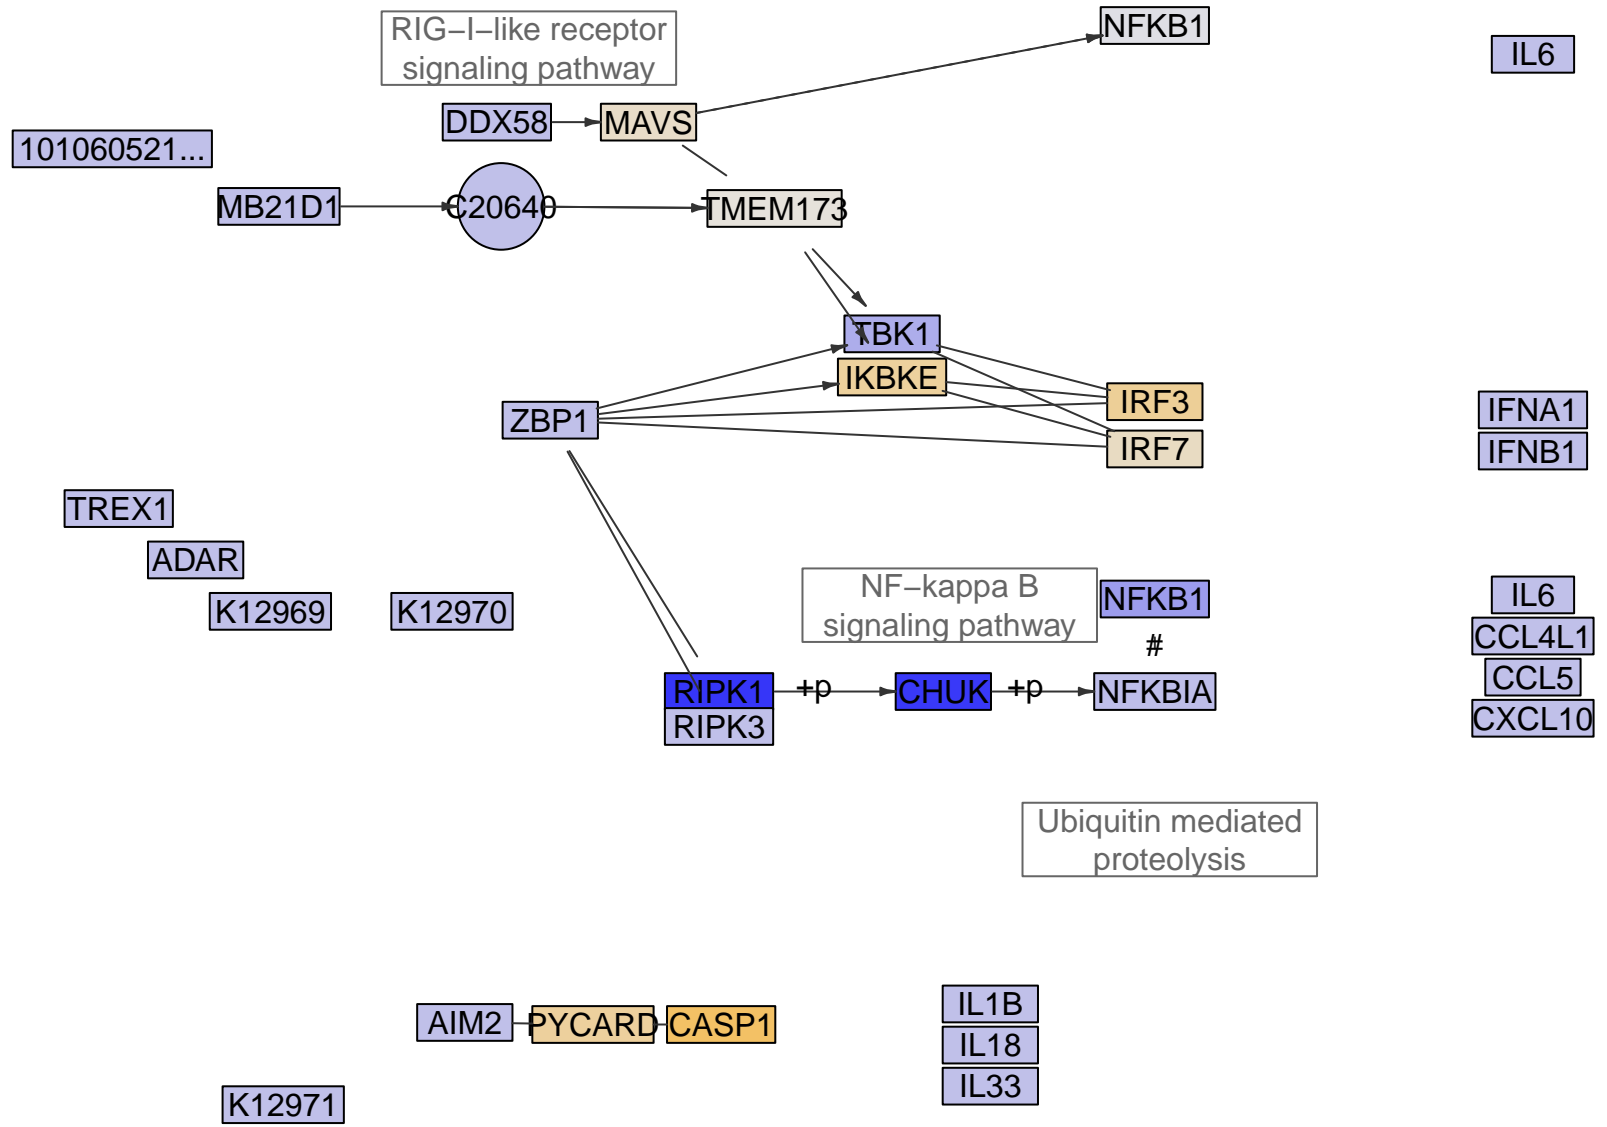 RIG−I−like receptor
signaling pathway
NFKB1
IL6
DDX58
MAVS
101060521...
MB21D1
C20640
TMEM173
TBK1
IKBKE
ZBP1
IRF3
IRF7
IFNA1
IFNB1
TREX1
ADAR
K12969
K12970
NF−kappa B
signaling pathway
NFKB1
#
IL6
CCL4L1
CCL5
CXCL10
RIPK1
+p
CHUK
+p
NFKBIA
RIPK3
Ubiquitin mediated
proteolysis
AIM2
PYCARD
CASP1
IL1B
IL18
IL33
K12971